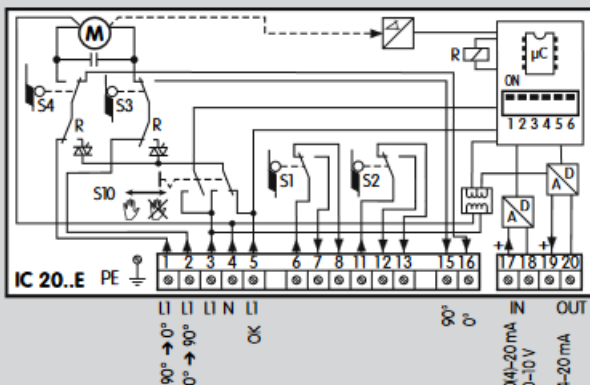 M
R
µC
S4
S3
ON
R
R
1 2 3 4 5 6
S10
S1
S2
D
A
D
A
1 2 3 4 5 6 7 8 11 12 13 15 16
+ 17 18 + 19 20
IC 20..E PE
L1 L1 L1 N L1
90° → 0°
0° → 90°
OK
90°
0°
IN
OUT
0(4)–20 mA
0–10 V
4–20 mA